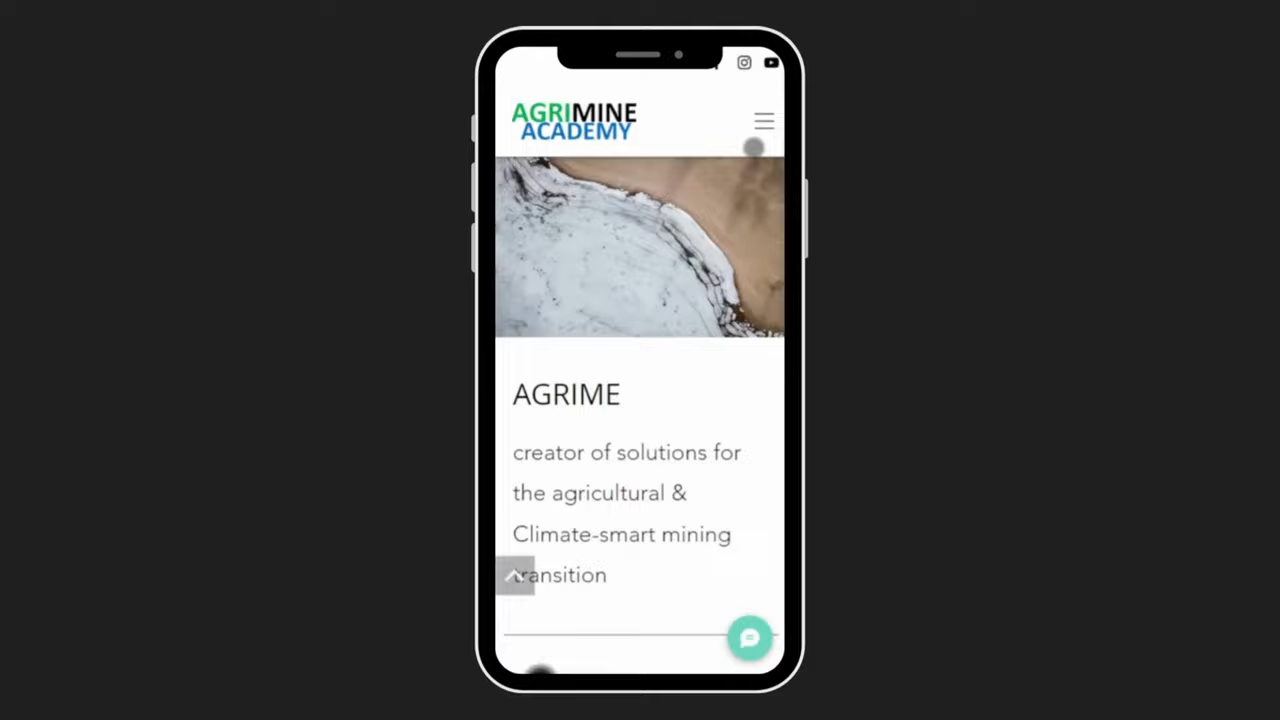 AGRIMINE
ACADEMY
AGRIME
creator of solutions for
the agricultural &
Climate-smart mining
transition